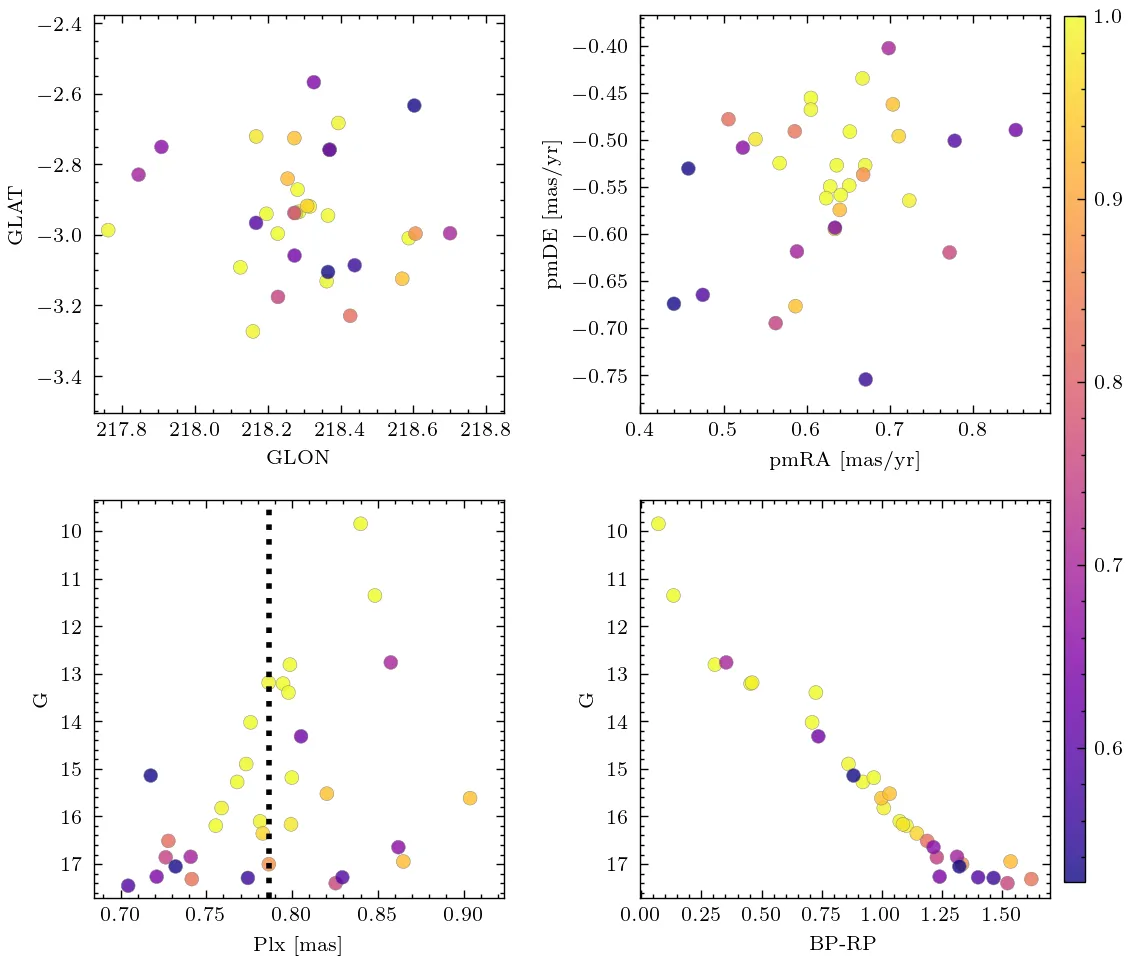 −2.4
−2.6
−2.8
−3.0
−3.2
−3.4
GLAT
217.8 218.0 218.2 218.4 218.6 218.8
GLON
−0.40
−0.45
−0.50
−0.55
−0.60
−0.65
−0.70
−0.75
pmDE [mas/yr]
0.4 0.5 0.6 0.7 0.8
pmRA [mas/yr]
1.0
0.9
0.8
0.7
0.6
10
11
12
13
14
15
16
17
G
0.70 0.75 0.80 0.85 0.90
Plx [mas]
10
11
12
13
14
15
16
17
G
0.00 0.25 0.50 0.75 1.00 1.25 1.50
BP-RP